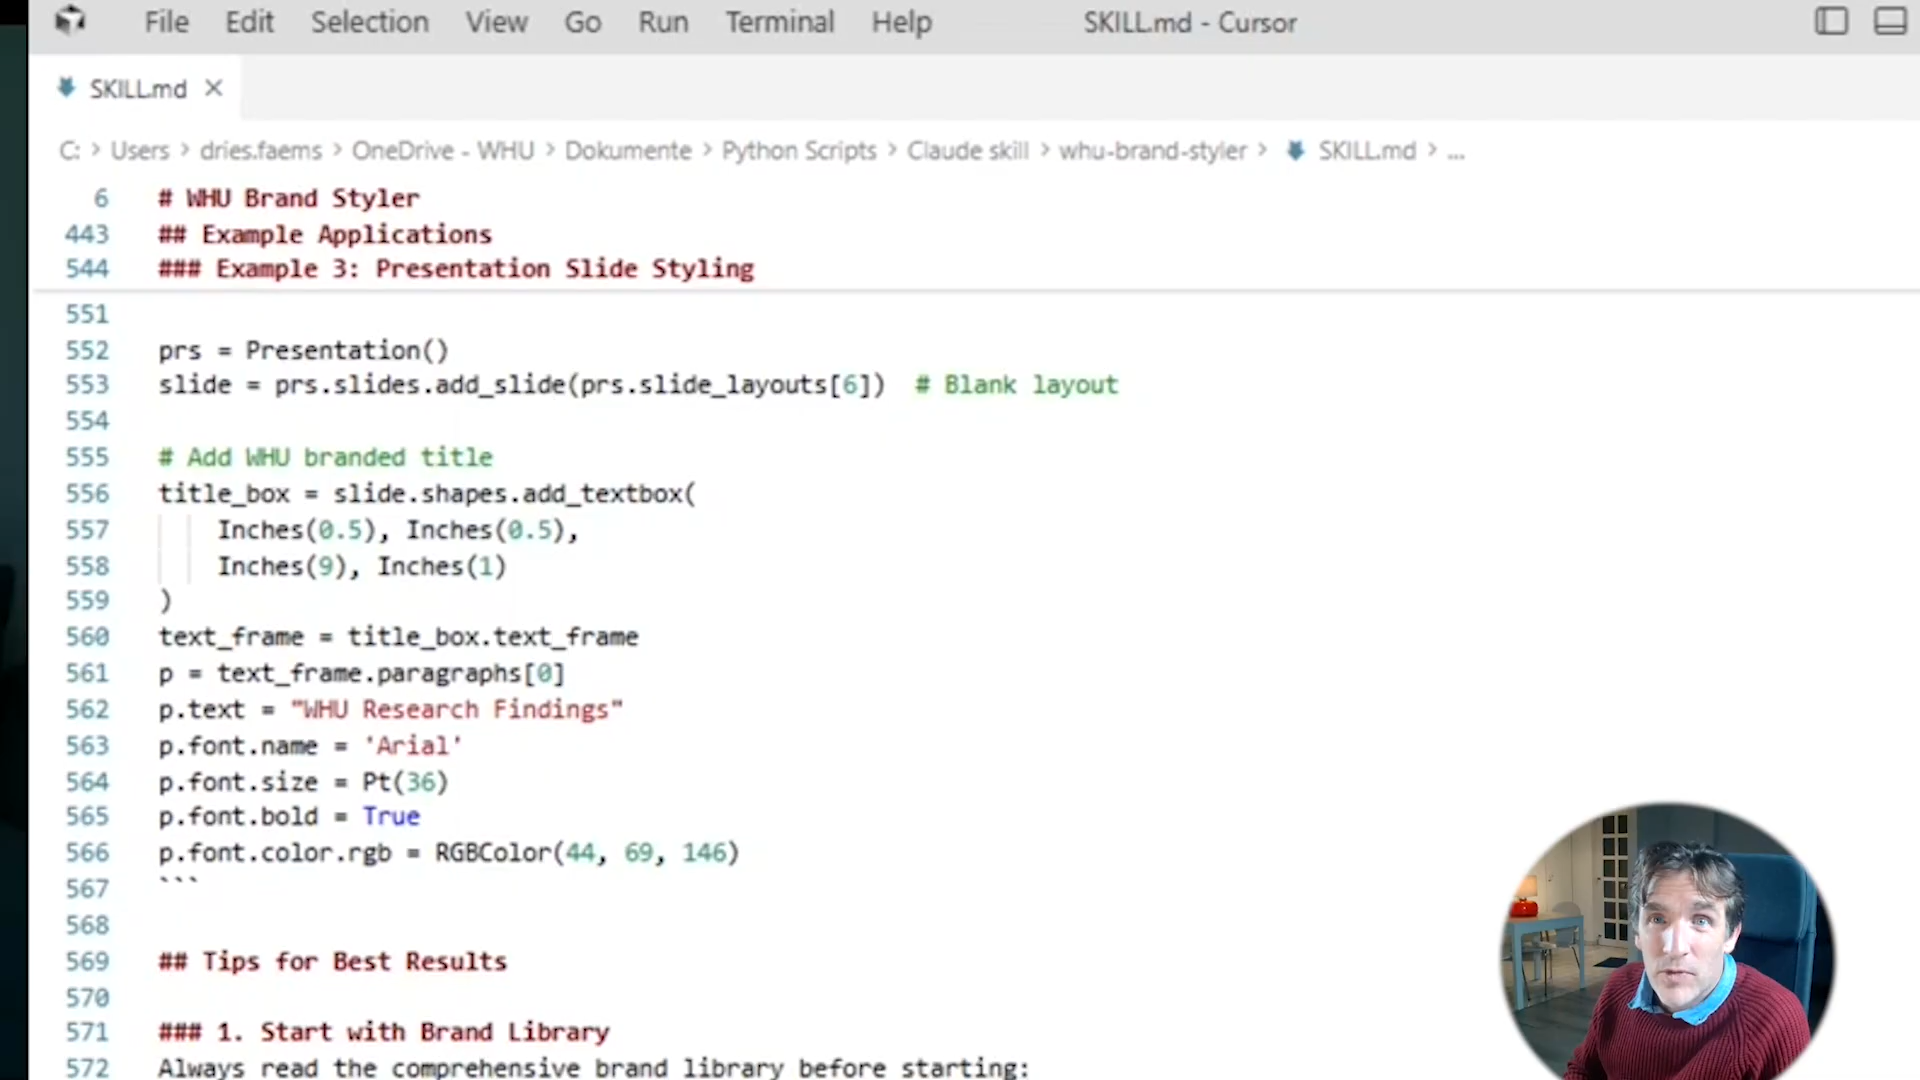 File Edit Selection View Go Run Terminal Help SKILL.md - Cursor
SKILL.md ×
C: > Users > dries.faems > OneDrive - WHU > Dokumente > Python Scripts > Claude skill > whu-brand-styler > SKILL.md > ...
6 # WHU Brand Styler
443 ## Example Applications
544 ### Example 3: Presentation Slide Styling
551
552 prs = Presentation()
553 slide = prs.slides.add_slide(prs.slide_layouts[6])  # Blank layout
554
555 # Add WHU branded title
556 title_box = slide.shapes.add_textbox(
557     Inches(0.5), Inches(0.5),
558     Inches(9), Inches(1)
559 )
560 text_frame = title_box.text_frame
561 p = text_frame.paragraphs[0]
562 p.text = "WHU Research Findings"
563 p.font.name = 'Arial'
564 p.font.size = Pt(36)
565 p.font.bold = True
566 p.font.color.rgb = RGBColor(44, 69, 146)
567 ```
568
569 ## Tips for Best Results
570
571 ### 1. Start with Brand Library
572 Always read the comprehensive brand library before starting: